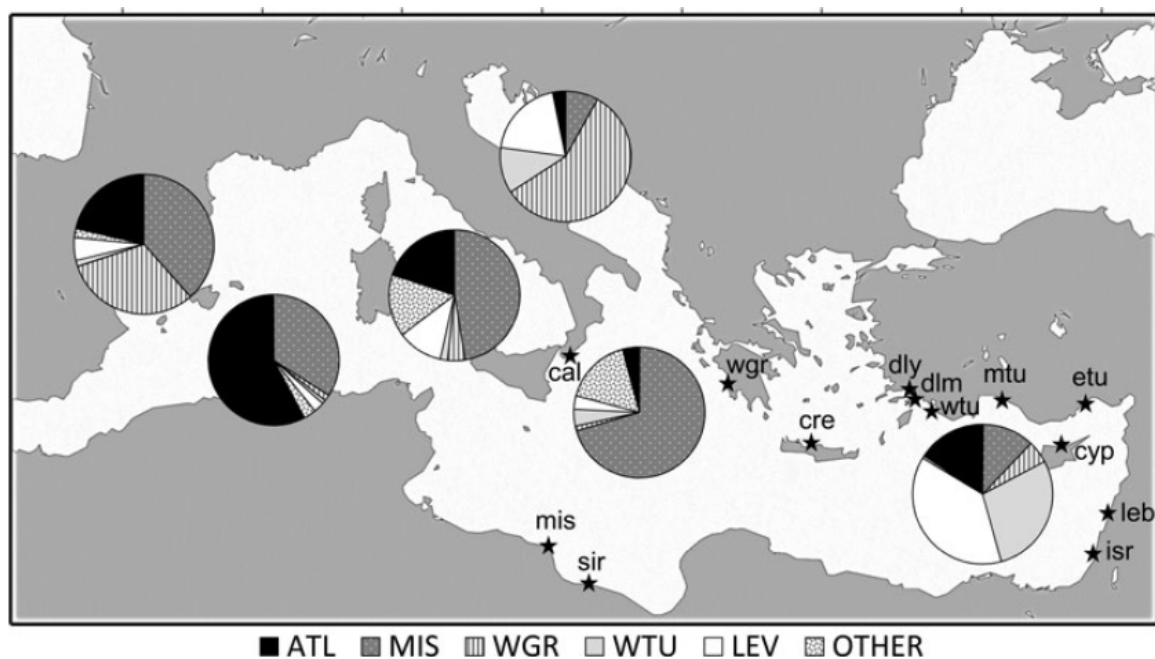 cal
wgr
dly
dlm
wtu
mtu
etu
cre
cyp
mis
sir
leb
isr
ATL MIS WGR WTU LEV OTHER